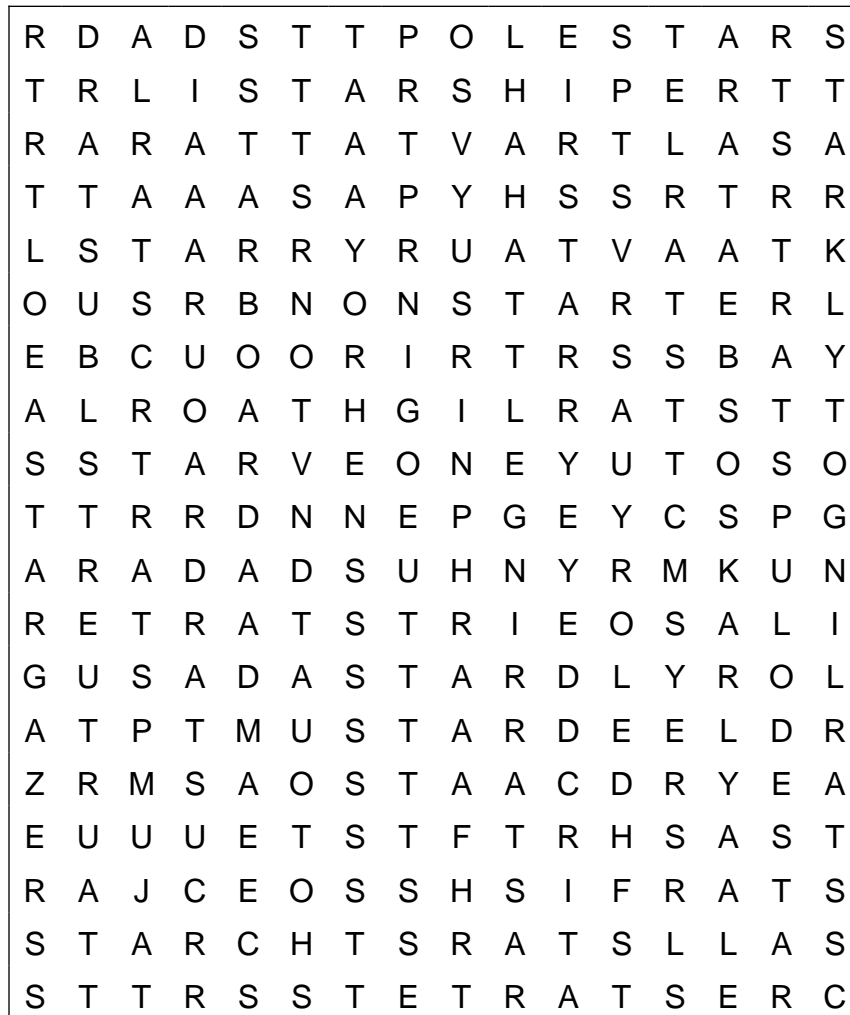 R D A D S T T P O L E S T A R S
T R L I S T A R S H I P E R T T
R A R A T T A T V A R T L A S A
T T A A A S A P Y H S S R T R R
L S T A R R Y R U A T V A A T K
O U S R B N O N S T A R T E R L
E B C U O O R I R T R S S B A Y
A L R O A T H G I L R A T S T T
S S T A R V E O N E Y U T O S O
T T R R D N N E P G E Y C S P G
A R A D A D S U H N Y R M K U N
R E T R A T S T R I E O S A L I
G U S A D A S T A R D L Y R O L
A T P T M U S T A R D E E L D R
Z R M S A O S T A A C D R Y E A
E U U U E T S T F T R H S A S T
R A J C E O S S H S I F R A T S
S T A R C H T S R A T S L L A S
S T T R S S T E T R A T S E R C